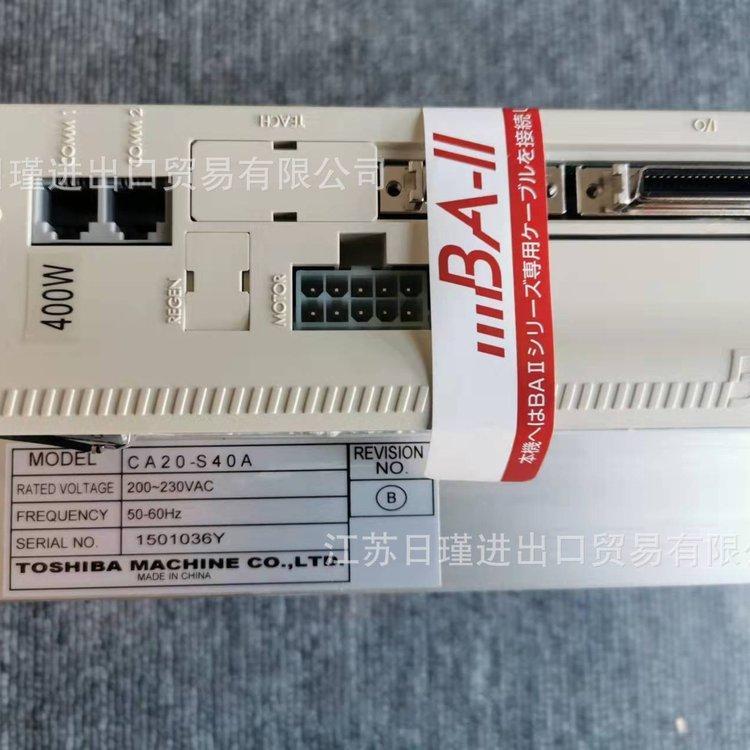 COMM 1
COMM 2
TEACH
I/O
日瑾进出口贸易有限公司
400W
REGEN
MOTOR
BA-II
本機へはBAⅡシリーズ専用ケーブルを接続し
MODEL CA20-S40A
REVISION NO.
B
RATED VOLTAGE 200~230VAC
FREQUENCY 50-60Hz
SERIAL NO. 1501036Y
TOSHIBA MACHINE CO.,LTD.
MADE IN CHINA
江苏日瑾进出口贸易有限公司